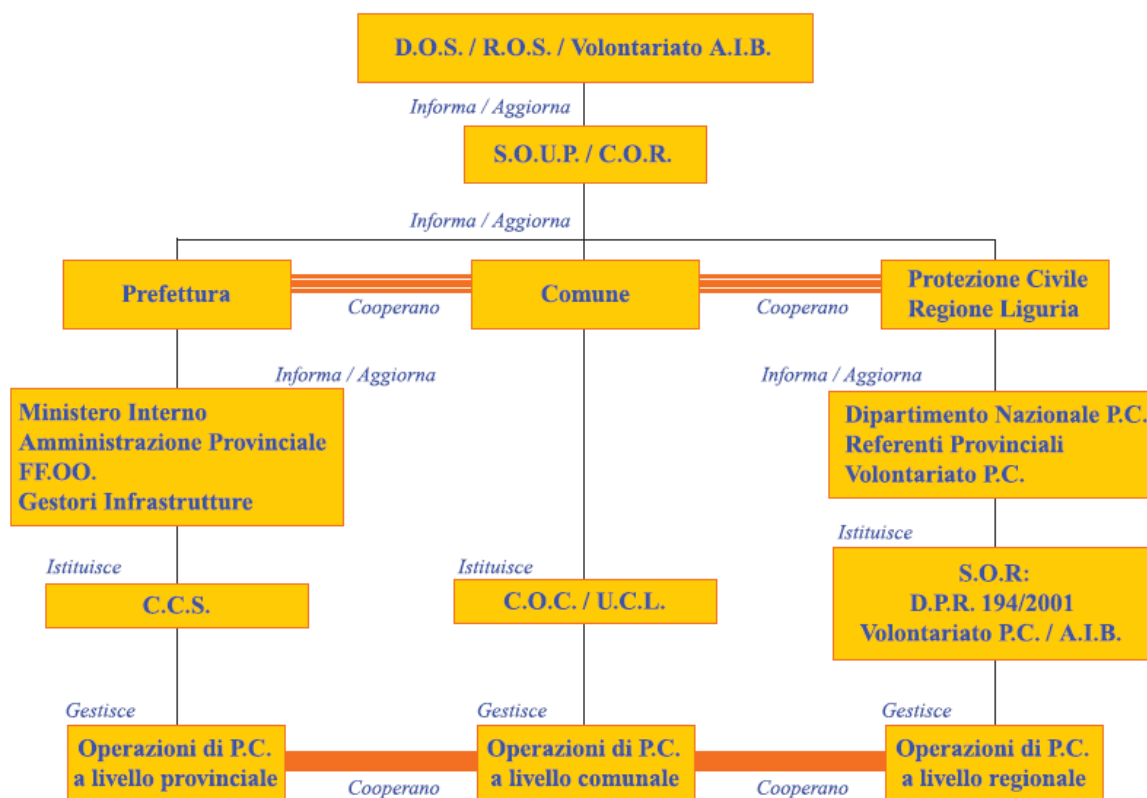 D.O.S. / R.O.S. / Volontariato A.I.B.
Informa / Aggiorna
S.O.U.P. / C.O.R.
Informa / Aggiorna
Prefettura
Cooperano
Comune
Cooperano
Protezione Civile
Regione Liguria
Informa / Aggiorna
Informa / Aggiorna
Ministero Interno
Amministrazione Provinciale
FF.OO.
Gestori Infrastrutture
Dipartimento Nazionale P.C.
Referenti Provinciali
Volontariato P.C.
Istituisce
Istituisce
Istituisce
C.C.S.
C.O.C. / U.C.L.
S.O.R:
D.P.R. 194/2001
Volontariato P.C. / A.I.B.
Gestisce
Gestisce
Gestisce
Operazioni di P.C.
a livello provinciale
Cooperano
Operazioni di P.C.
a livello comunale
Cooperano
Operazioni di P.C.
a livello regionale